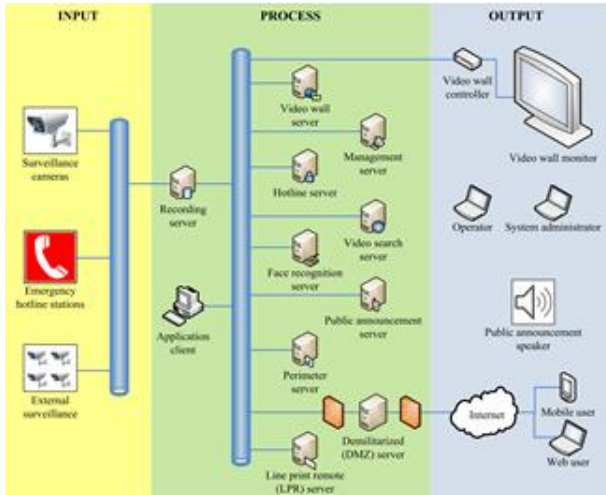 INPUT
PROCESS
OUTPUT
Surveillance
cameras
Emergency
hotline stations
External
surveillance
Recording
server
Application
client
Video wall
server
Management
server
Hotline server
Video search
server
Face recognition
server
Public announcement
server
Perimeter
server
Demilitarized
(DMZ) server
Line print remote
(LPR) server
Video wall
controller
Video wall monitor
Operator
System administrator
Public announcement
speaker
Internet
Mobile user
Web user